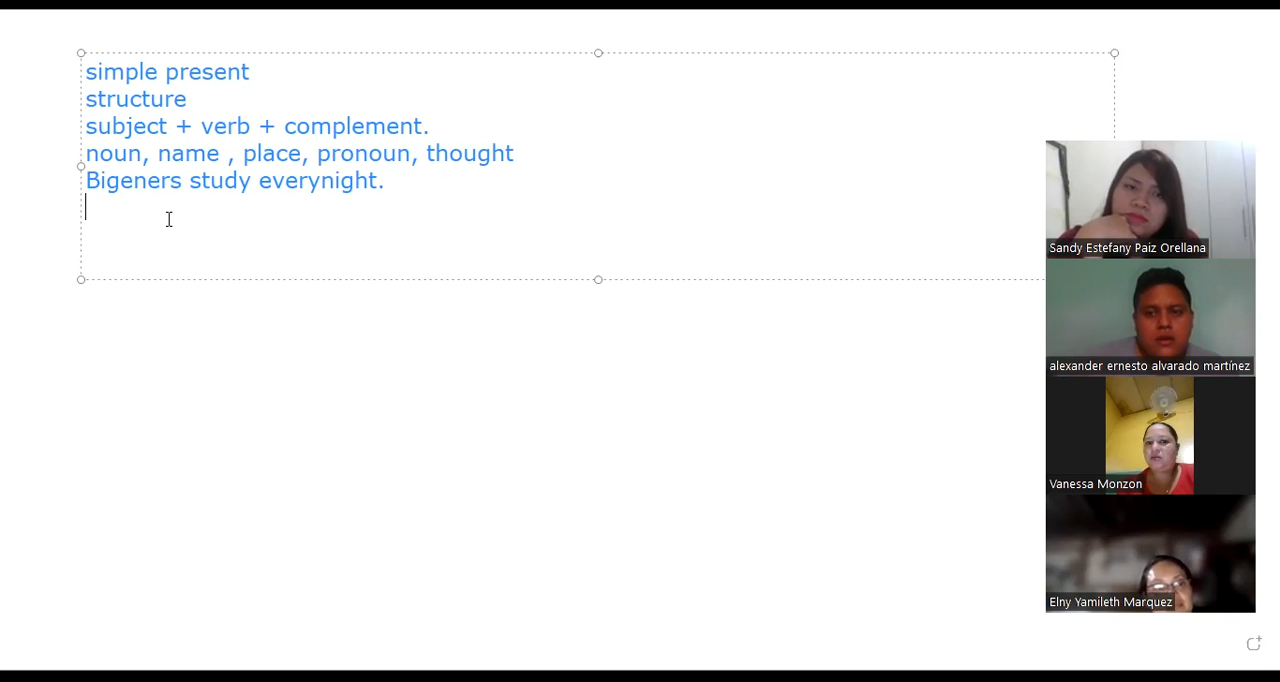 simple present
structure
subject + verb + complement.
noun, name , place, pronoun, thought
Bigeners study everynight.
Sandy Estefany Paiz Orellana
alexander ernesto alvarado martínez
Vanessa Monzon
Elny Yamileth Marquez